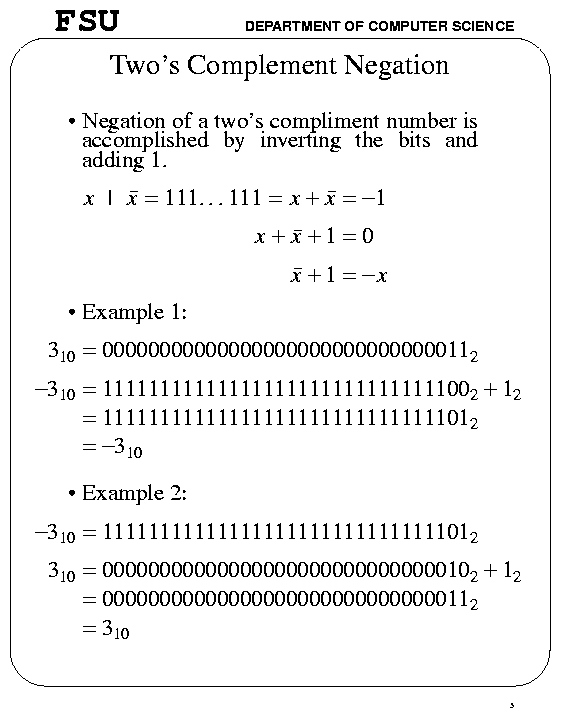 FSU
DEPARTMENT OF COMPUTER SCIENCE
Two's Complement Negation
• Negation of a two's compliment number is
accomplished by inverting the bits and
adding 1.
x | x̄ = 111…111 = x + x̄ = −1
x + x̄ + 1 = 0
x̄ + 1 = −x
• Example 1:
3₁₀ = 00000000000000000000000000000011₂
−3₁₀ = 11111111111111111111111111111100₂ + 1₂
= 11111111111111111111111111111101₂
= −3₁₀
• Example 2:
−3₁₀ = 11111111111111111111111111111101₂
3₁₀ = 00000000000000000000000000000010₂ + 1₂
= 00000000000000000000000000000011₂
= 3₁₀